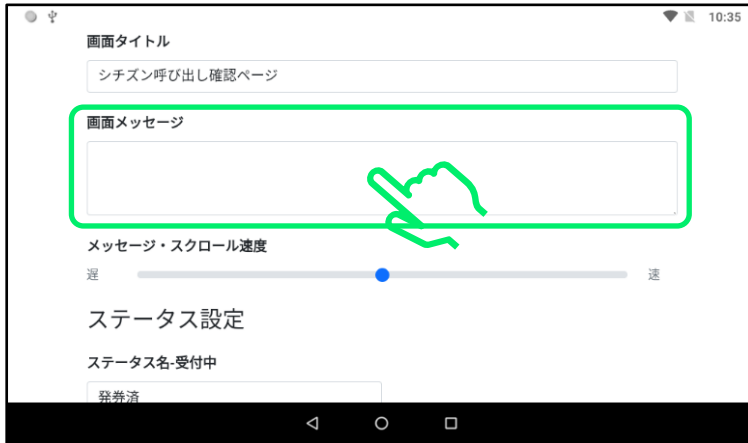 10:35
画面タイトル
シチズン呼び出し確認ページ
画面メッセージ
メッセージ・スクロール速度
遅
速
ステータス設定
ステータス名-受付中
発券済